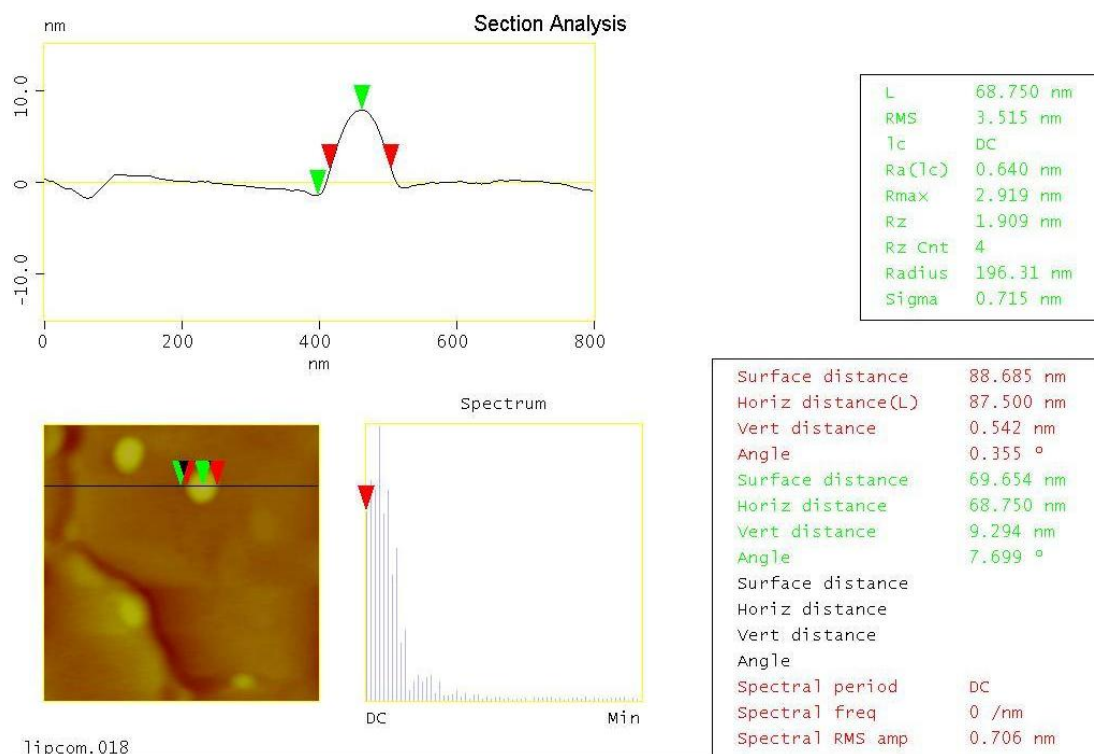 Section Analysis
nm
10.0
0
-10.0
0 200 400 600 800
nm
L 68.750 nm
RMS 3.515 nm
lc DC
Ra(lc) 0.640 nm
Rmax 2.919 nm
Rz 1.909 nm
Rz Cnt 4
Radius 196.31 nm
Sigma 0.715 nm
Surface distance 88.685 nm
Horiz distance(L) 87.500 nm
Vert distance 0.542 nm
Angle 0.355 °
Surface distance 69.654 nm
Horiz distance 68.750 nm
Vert distance 9.294 nm
Angle 7.699 °
Surface distance
Horiz distance
Vert distance
Angle
Spectral period DC
Spectral freq 0 /nm
Spectral RMS amp 0.706 nm
Spectrum
DC Min
lipcom.018